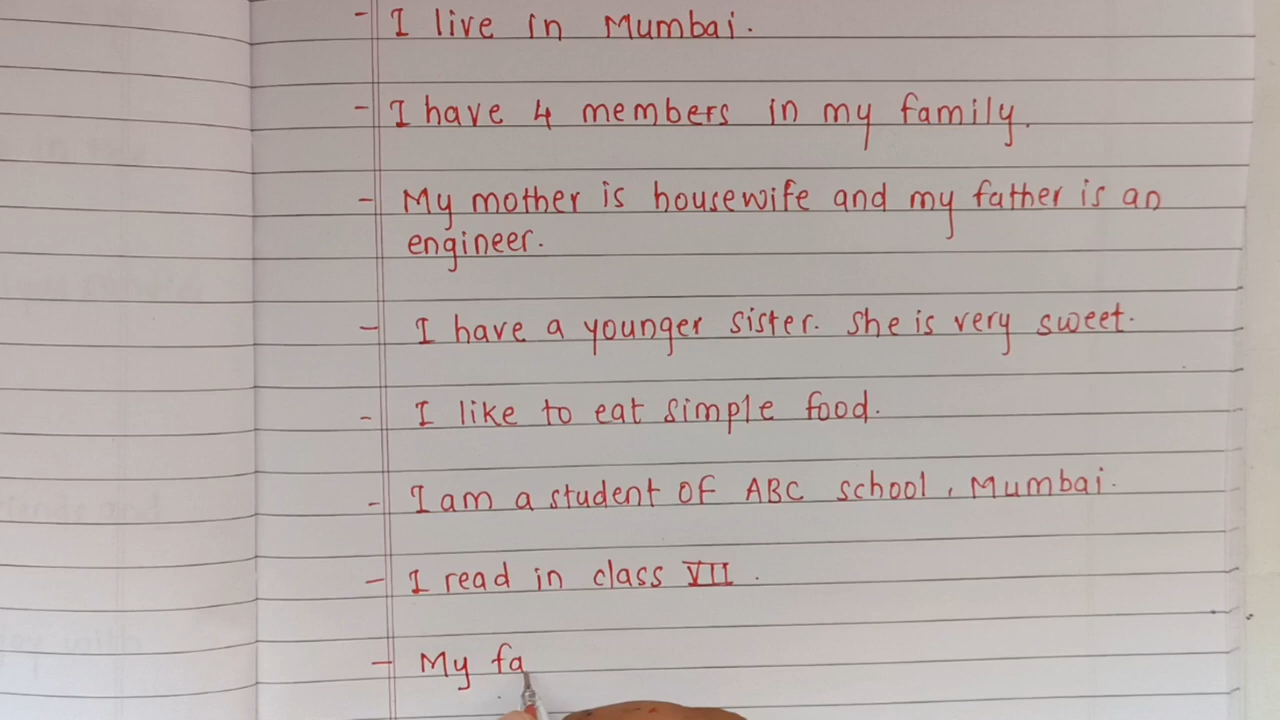 - I live in Mumbai.
- I have 4 members in my family.
- My mother is housewife and my father is an
engineer.
- I have a younger sister. She is very sweet.
- I like to eat simple food.
- I am a student of ABC school, Mumbai.
- I read in class VII.
- My fa